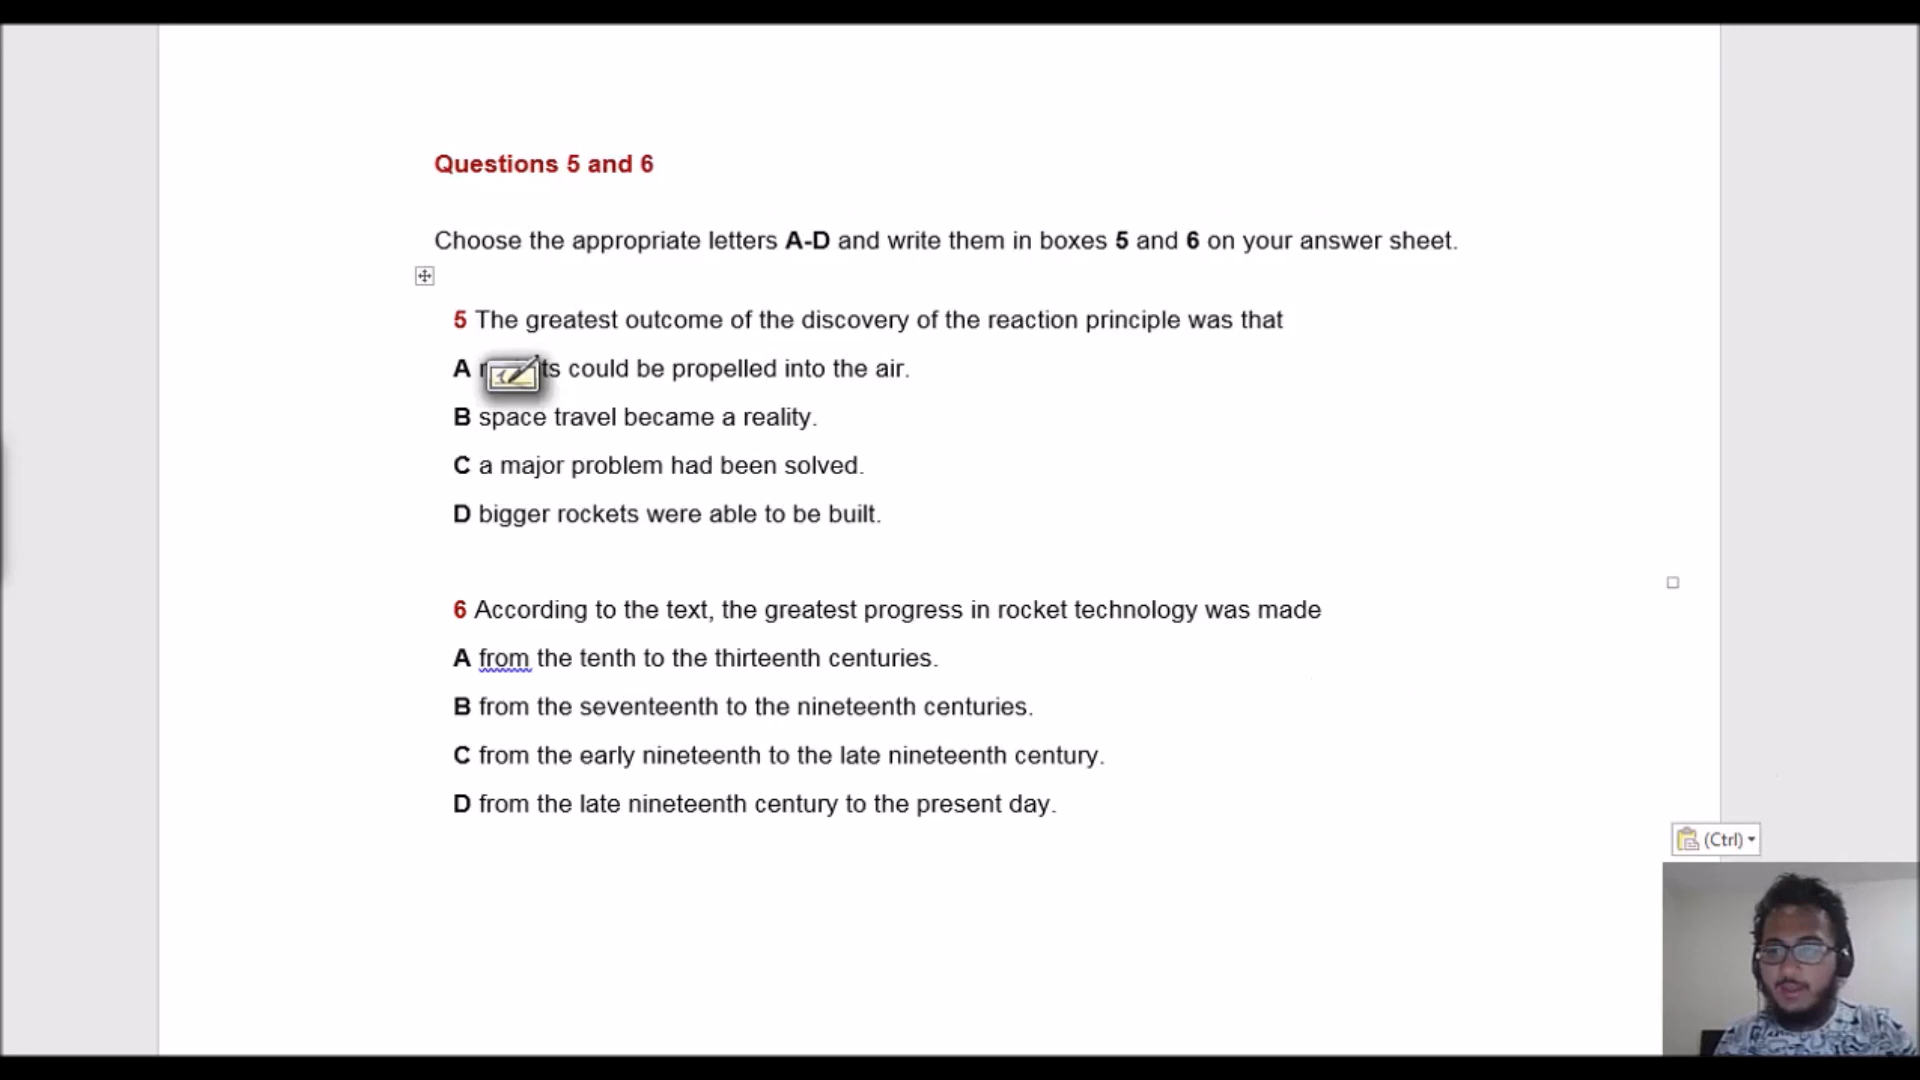 Questions 5 and 6
Choose the appropriate letters A-D and write them in boxes 5 and 6 on your answer sheet.
5 The greatest outcome of the discovery of the reaction principle was that
A could be propelled into the air.
B space travel became a reality.
C a major problem had been solved.
D bigger rockets were able to be built.
6 According to the text, the greatest progress in rocket technology was made
A from the tenth to the thirteenth centuries.
B from the seventeenth to the nineteenth centuries.
C from the early nineteenth to the late nineteenth century.
D from the late nineteenth century to the present day.
(Ctrl)